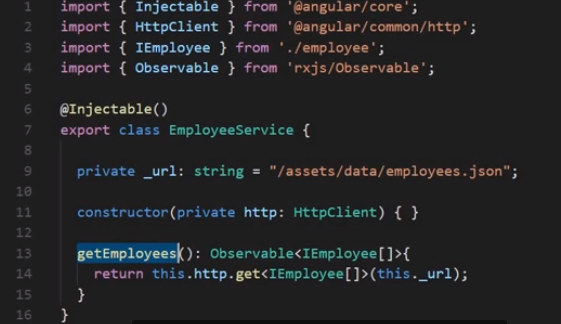 1 import { Injectable } from '@angular/core';
2 import { HttpClient } from '@angular/common/http';
3 import { IEmployee } from './employee';
4 import { Observable } from 'rxjs/Observable';
5
6 @Injectable()
7 export class EmployeeService {
8
9 private _url: string = "/assets/data/employees.json";
10
11 constructor(private http: HttpClient) { }
12
13 getEmployees(): Observable<IEmployee[]>{
14 return this.http.get<IEmployee[]>(this._url);
15 }
16 }